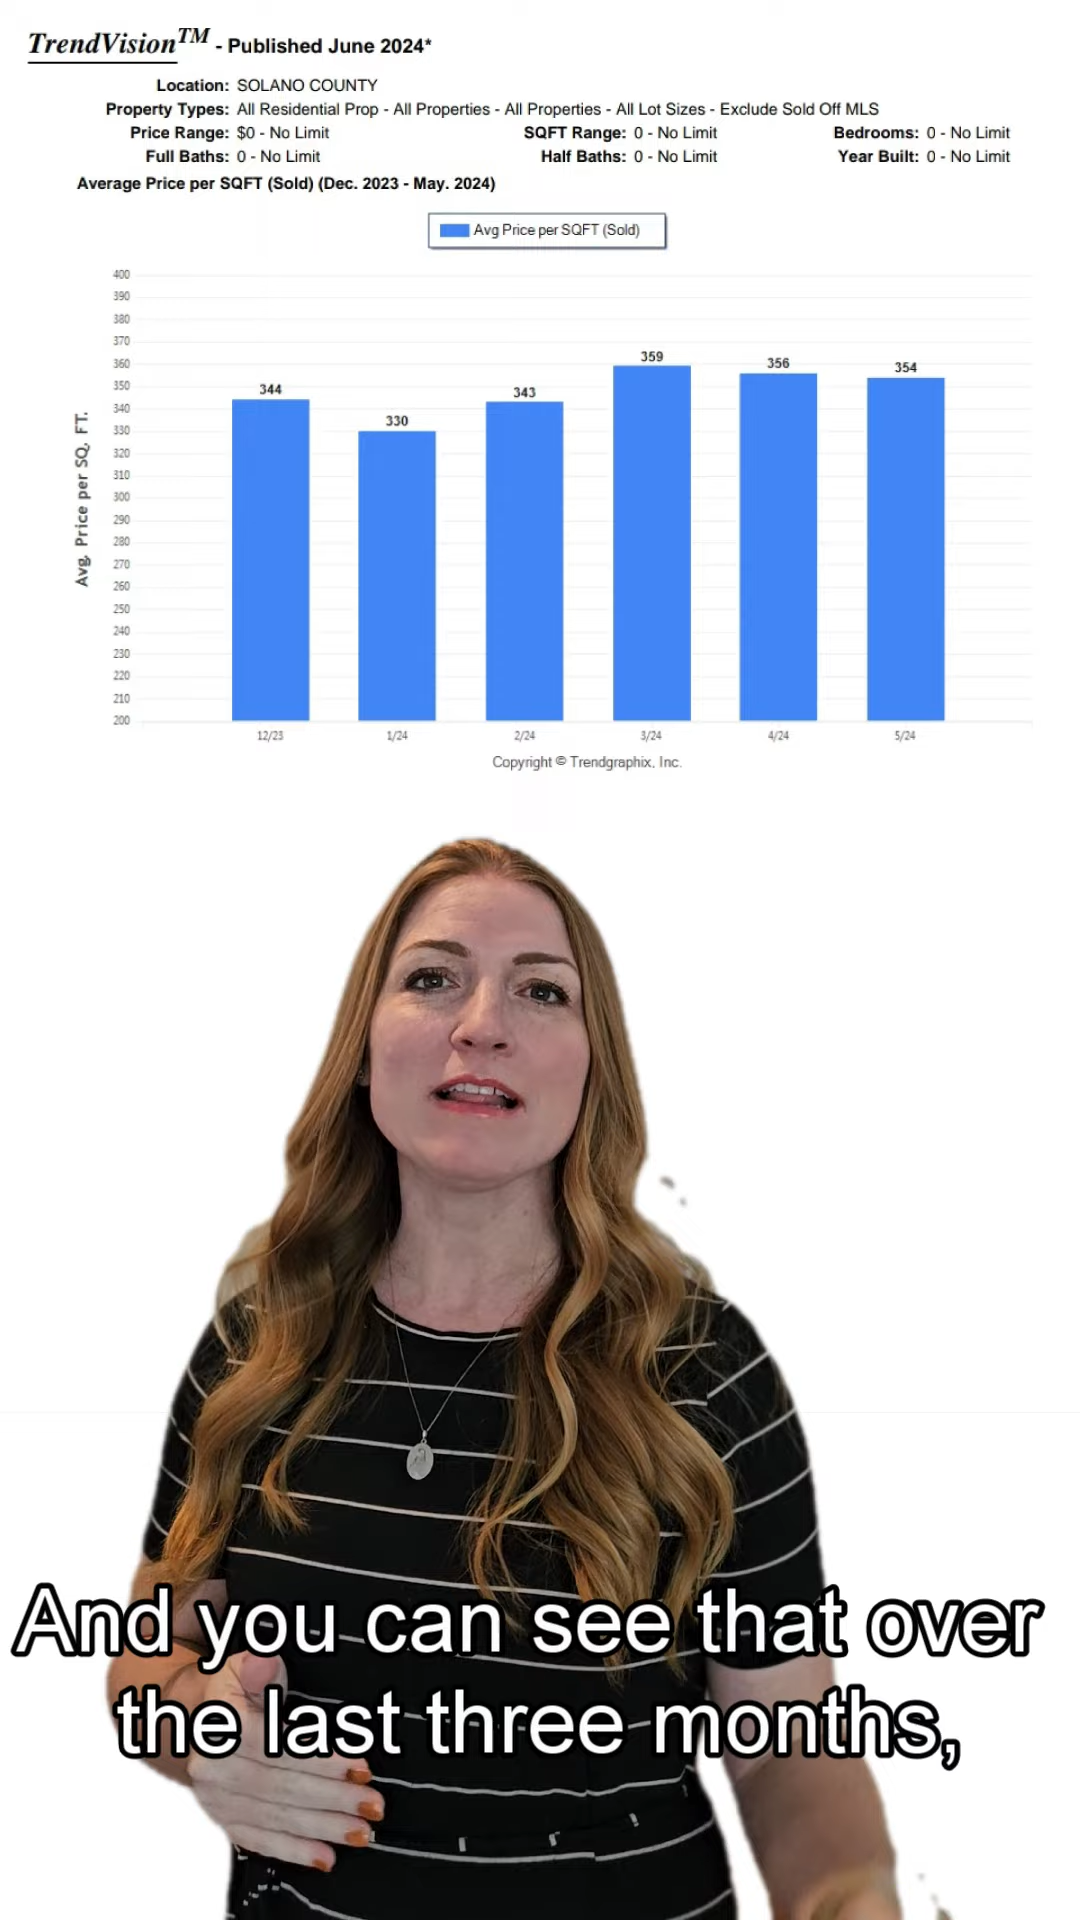 TrendVision™ - Published June 2024*
Location: SOLANO COUNTY
Property Types: All Residential Prop - All Properties - All Properties - All Lot Sizes - Exclude Sold Off MLS
Price Range: $0 - No Limit SQFT Range: 0 - No Limit Bedrooms: 0 - No Limit
Full Baths: 0 - No Limit Half Baths: 0 - No Limit Year Built: 0 - No Limit
Average Price per SQFT (Sold) (Dec. 2023 - May. 2024)
Avg Price per SQFT (Sold)
Avg. Price per SQ. FT.
400
390
380
370
360
350
340
330
320
310
300
290
280
270
260
250
240
230
220
210
200
344 330 343 359 356 354
12/23 1/24 2/24 3/24 4/24 5/24
Copyright © Trendgraphix, Inc.
And you can see that over
the last three months,